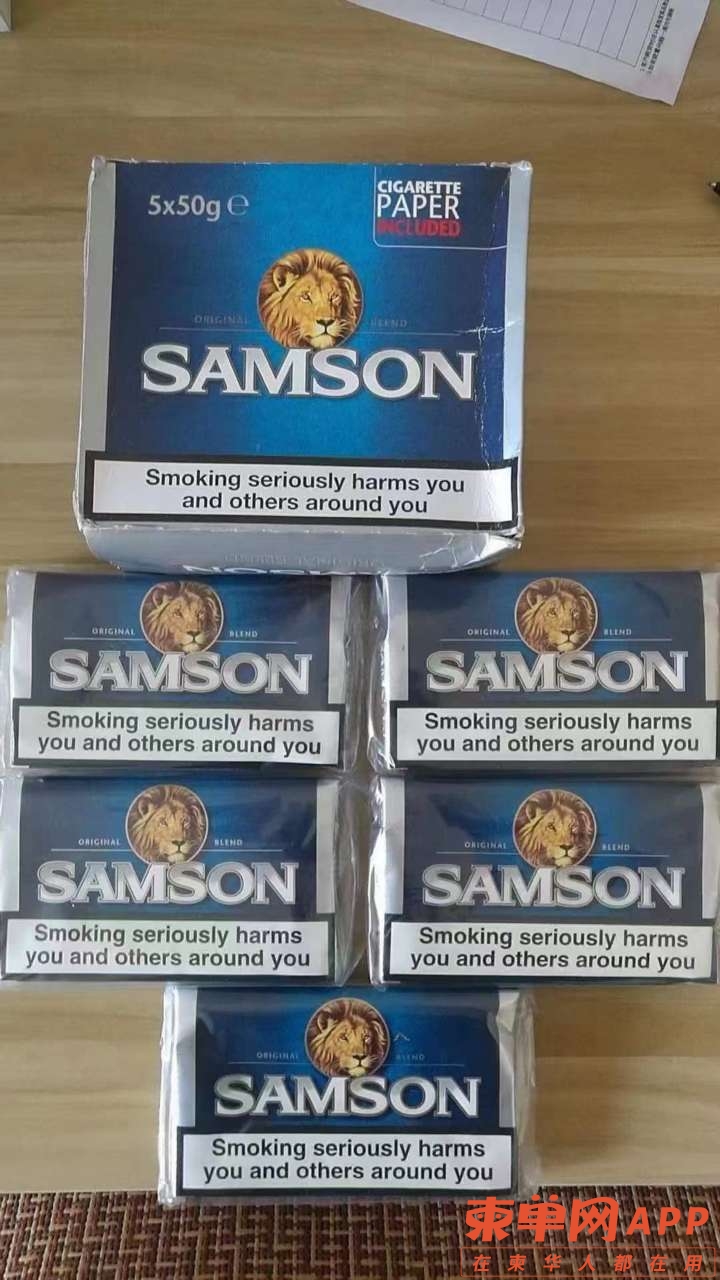 5x50g ℮
CIGARETTE
PAPER
INCLUDED
ORIGINAL BLEND
SAMSON
Smoking seriously harms you
and others around you
ORIGINAL BLEND
SAMSON
Smoking seriously harms
you and others around you
ORIGINAL BLEND
SAMSON
Smoking seriously harms
you and others around you
ORIGINAL BLEND
SAMSON
Smoking seriously harms
you and others around you
ORIGINAL BLEND
SAMSON
Smoking seriously harms
you and others around you
ORIGINAL BLEND
SAMSON
Smoking seriously harms
you and others around you
柬单网APP
在柬华人都在用